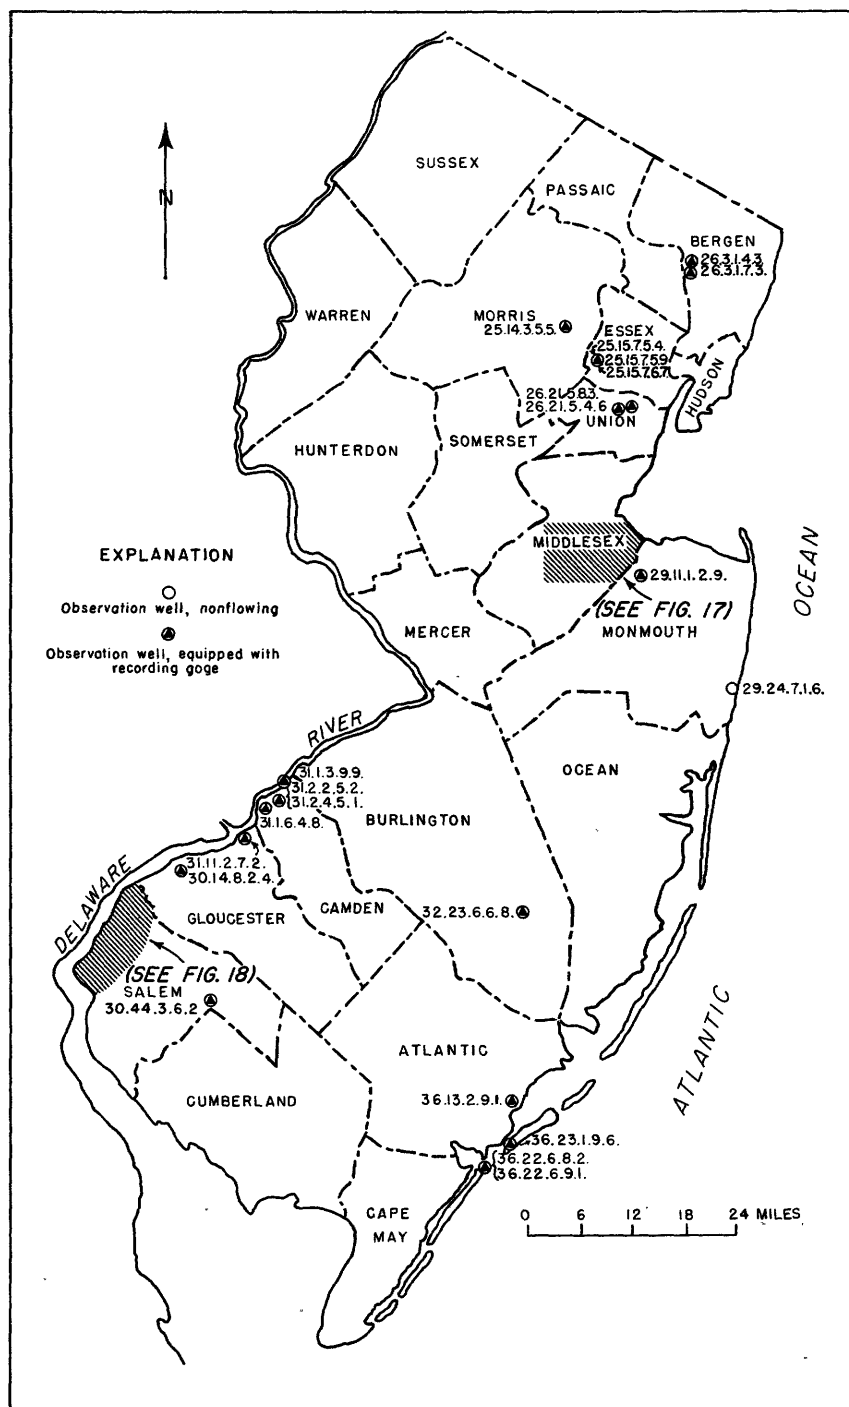 SUSSEX
PASSAIC
N
BERGEN
26.3.1.4.3.
26.3.1.7.3.
WARREN
MORRIS
25.14.3.5.5.
ESSEX
25.15.7.5.4.
25.15.7.5.9
25.15.7.6.7.
HUDSON
26.21.5.8.3.
26.21.5.4.6
UNION
HUNTERDON
SOMERSET
MIDDLESEX
OCEAN
EXPLANATION
Observation well, nonflowing
Observation well, equipped with
recording gage
29.11.1.2.9.
(SEE FIG. 17)
MONMOUTH
MERCER
29.24.7.1.6.
RIVER
OCEAN
31.1.3.9.9.
31.2.2.5.2.
31.2.4.5.1.
31.1.6.4.8.
BURLINGTON
31.11.2.7.2.
30.14.8.2.4.
DELAWARE
GLOUCESTER
CAMDEN
32.23.6.6.8.
(SEE FIG. 18)
SALEM
30.44.3.6.2
ATLANTIC
ATLANTIC
CUMBERLAND
36.13.2.9.1.
36.23.1.9.6.
36.22.6.8.2.
36.22.6.9.1.
CAPE
MAY
0 6 12 18 24 MILES